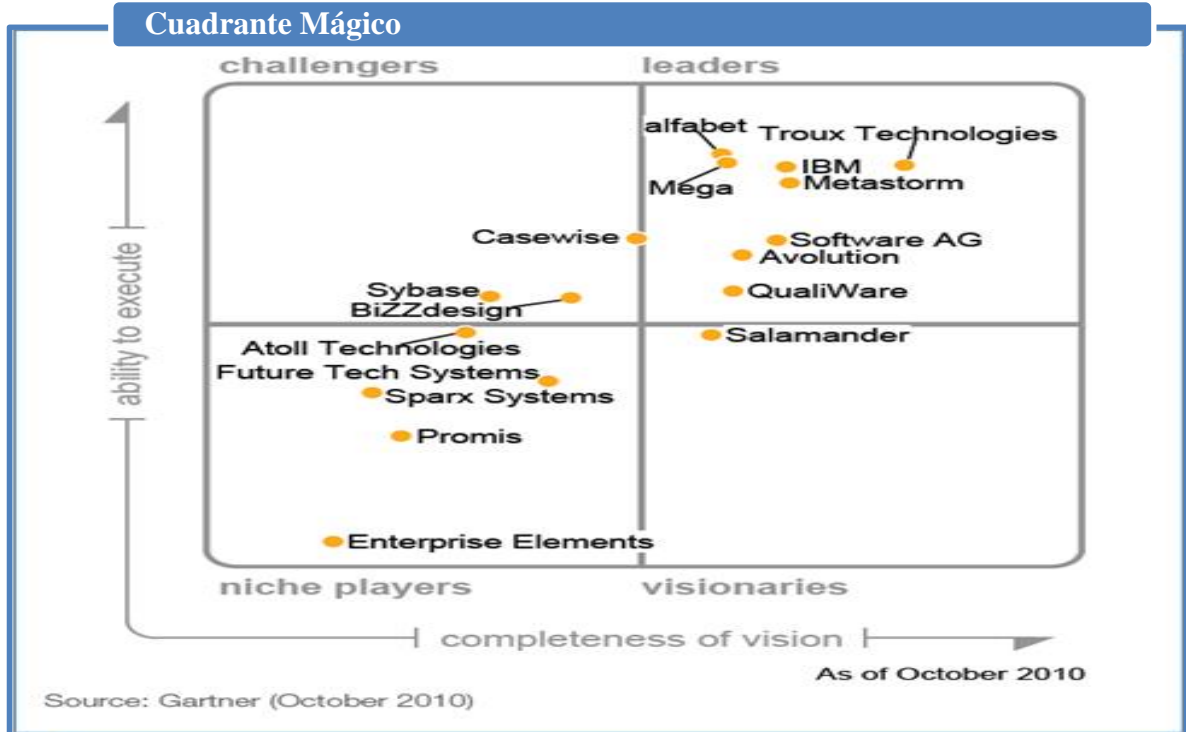 Cuadrante Mágico
challengers
leaders
alfabet
Troux Technologies
IBM
Mega
Metastorm
Casewise
Software AG
Avolution
Sybase
QualiWare
BiZZdesign
Salamander
Atoll Technologies
Future Tech Systems
Sparx Systems
Promis
Enterprise Elements
ability to execute
niche players
visionaries
completeness of vision
As of October 2010
Source: Gartner (October 2010)